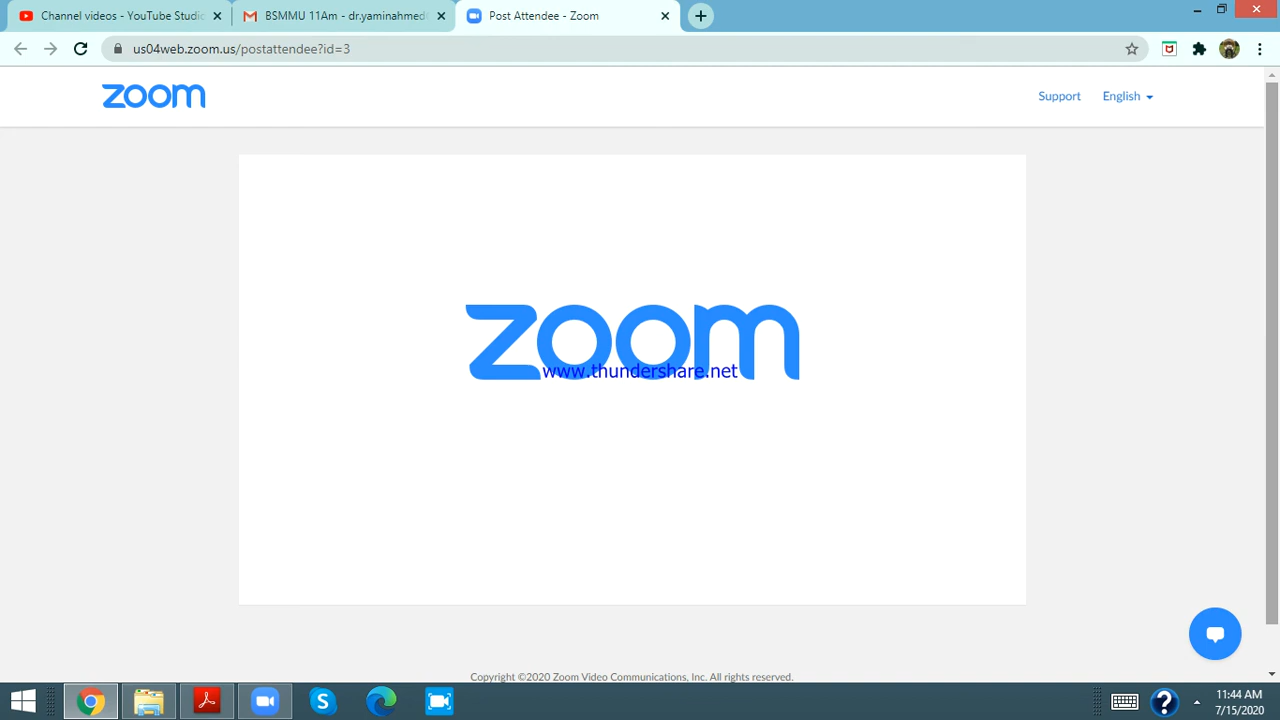 Channel videos - YouTube Studio
BSMMU 11Am - dr.yaminahmed
Post Attendee - Zoom
us04web.zoom.us/postattendee?id=3
zoom
Support
English
zoom
www.thundershare.net
Copyright ©2020 Zoom Video Communications, Inc. All rights reserved.
11:44 AM
7/15/2020